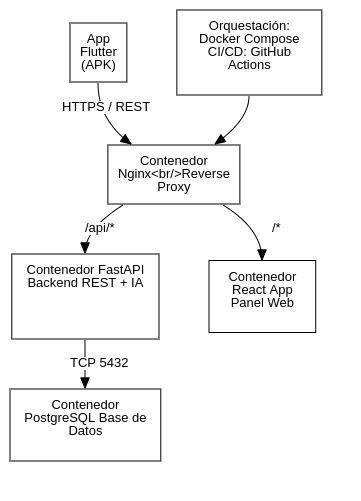 App
Flutter
(APK)
Orquestación:
Docker Compose
CI/CD: GitHub
Actions
HTTPS / REST
Contenedor
Nginx<br/>Reverse
Proxy
/api/*
/*
Contenedor FastAPI
Backend REST + IA
Contenedor
React App
Panel Web
TCP 5432
Contenedor
PostgreSQL Base de
Datos